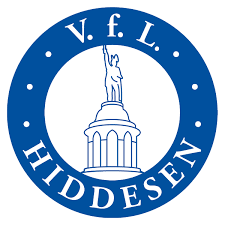 V. f. L.
HIDDESEN